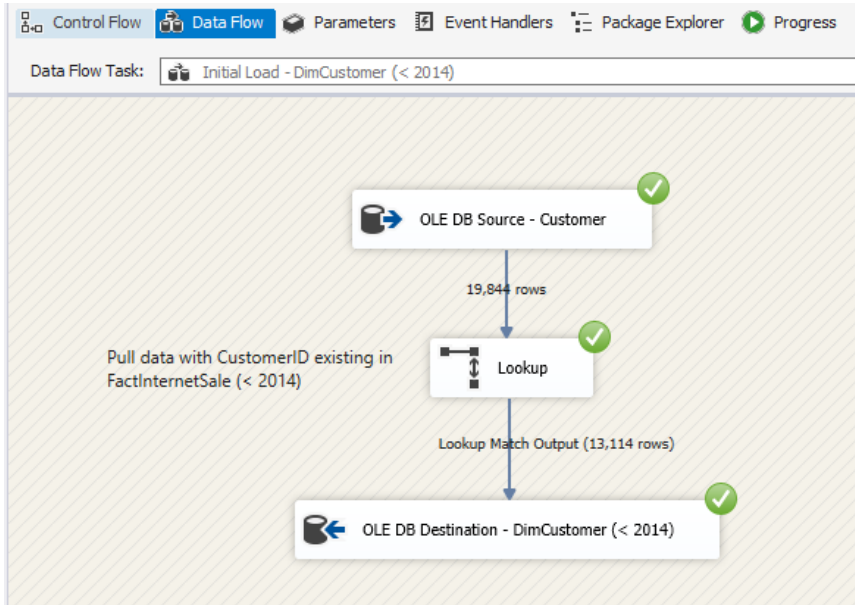 Control Flow Data Flow Parameters Event Handlers Package Explorer Progress
Data Flow Task: Initial Load - DimCustomer (< 2014)
OLE DB Source - Customer
19,844 rows
Pull data with CustomerID existing in
FactInternetSale (< 2014)
Lookup
Lookup Match Output (13,114 rows)
OLE DB Destination - DimCustomer (< 2014)